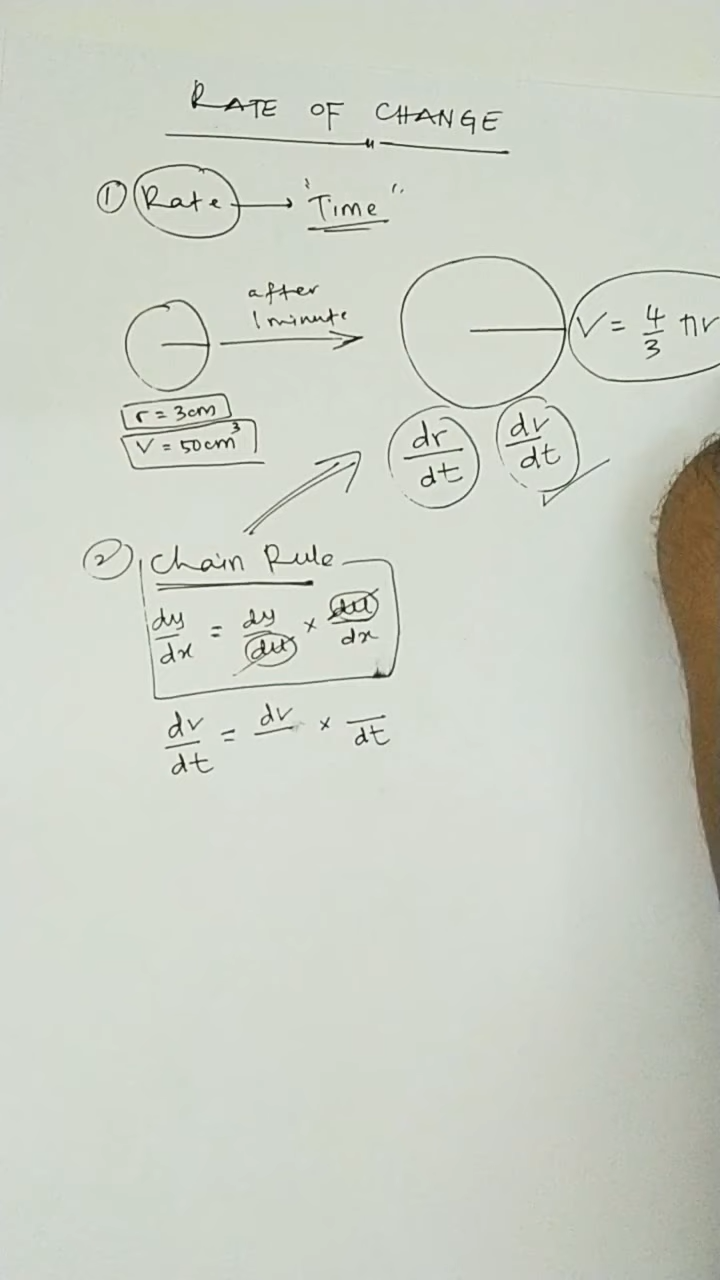 RATE OF CHANGE
① Rate → "Time"
after
1 minute
r = 3cm
V = 50cm³
V = 4/3 πr
dr/dt dv/dt
② Chain Rule
dy/dx = dy/du × du/dx
dv/dt = dv/ × /dt